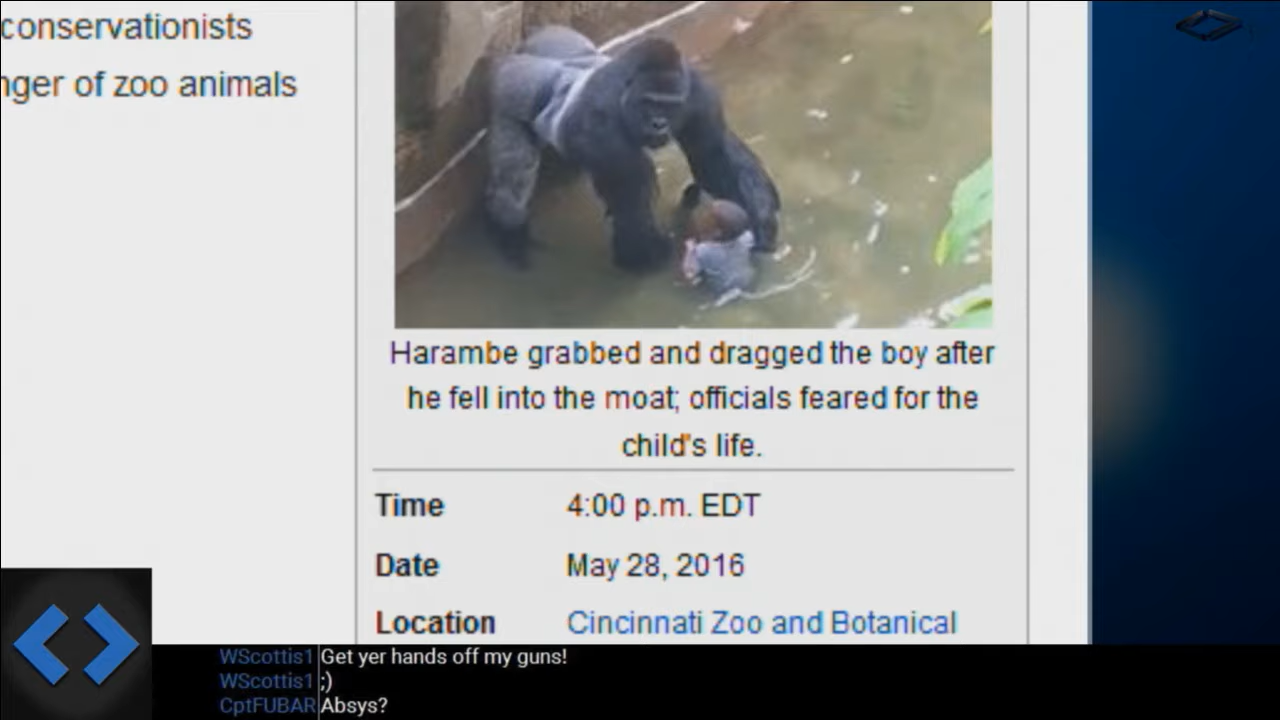 conservationists
nger of zoo animals
Harambe grabbed and dragged the boy after
he fell into the moat; officials feared for the
child's life.
Time 4:00 p.m. EDT
Date May 28, 2016
Location Cincinnati Zoo and Botanical
WScottis1 Get yer hands off my guns!
WScottis1 ;)
CptFUBAR Absys?